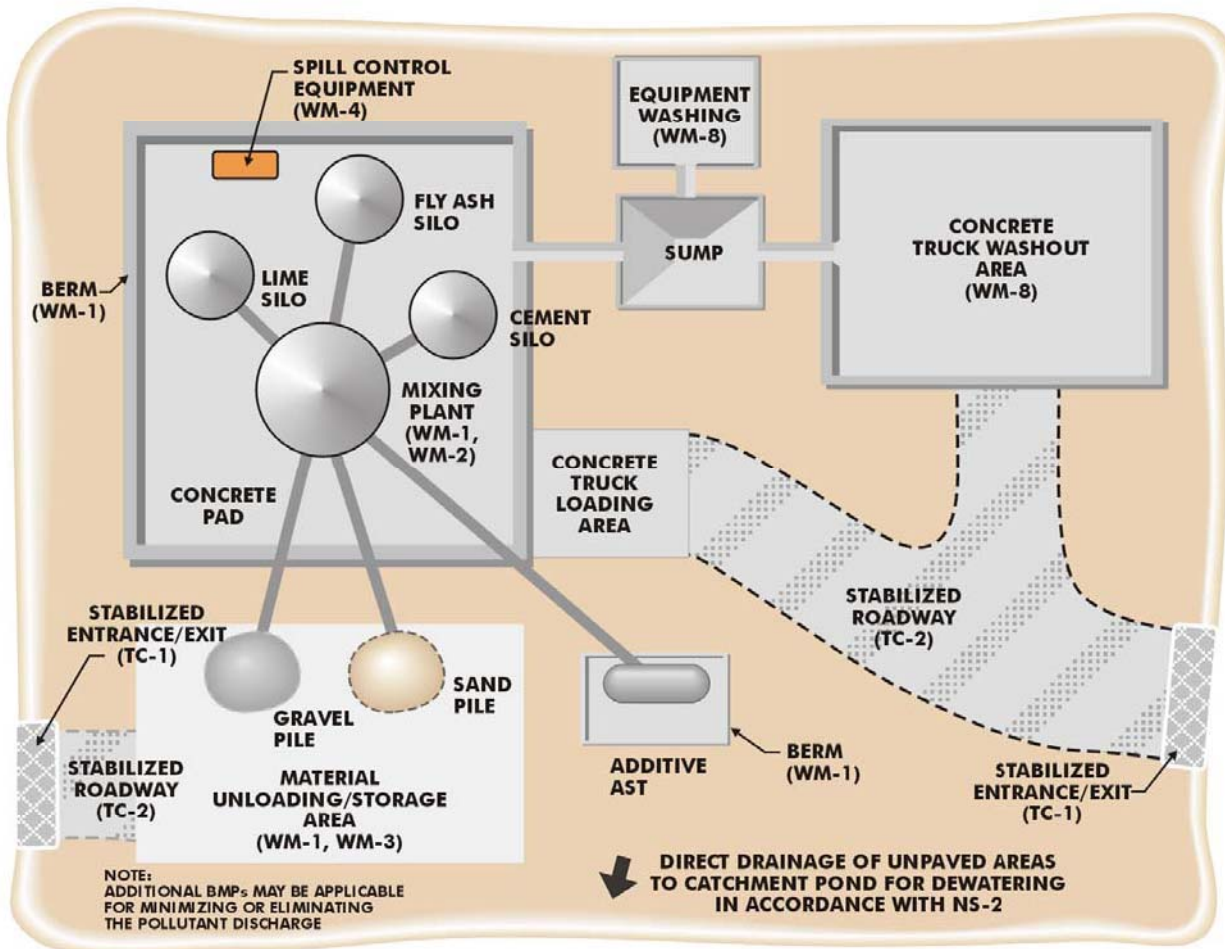 SPILL CONTROL
EQUIPMENT
(WM-4)
EQUIPMENT
WASHING
(WM-8)
FLY ASH
SILO
CONCRETE
TRUCK WASHOUT
AREA
(WM-8)
SUMP
LIME
SILO
BERM
(WM-1)
CEMENT
SILO
MIXING
PLANT
(WM-1,
WM-2)
CONCRETE
PAD
CONCRETE
TRUCK
LOADING
AREA
STABILIZED
ENTRANCE/EXIT
(TC-1)
STABILIZED
ROADWAY
(TC-2)
SAND
PILE
GRAVEL
PILE
STABILIZED
ROADWAY
(TC-2)
MATERIAL
UNLOADING/STORAGE
AREA
(WM-1, WM-3)
ADDITIVE
AST
BERM
(WM-1)
STABILIZED
ENTRANCE/EXIT
(TC-1)
NOTE:
ADDITIONAL BMPs MAY BE APPLICABLE
FOR MINIMIZING OR ELIMINATING
THE POLLUTANT DISCHARGE
DIRECT DRAINAGE OF UNPAVED AREAS
TO CATCHMENT POND FOR DEWATERING
IN ACCORDANCE WITH NS-2